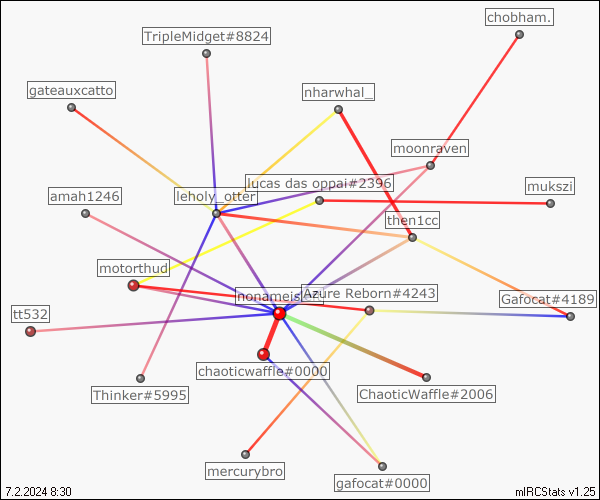 chobham.
TripleMidget#8824
gateauxcatto
nharwhal_
moonraven
lucas das oppai#2396
mukszi
amah1246
leholy_otter
then1cc
motorthud
Azure Reborn#4243
Gafocat#4189
tt532
chaoticwaffle#0000
Thinker#5995
ChaoticWaffle#2006
mercurybro
gafocat#0000
7.2.2024 8:30
mIRCStats v1.25